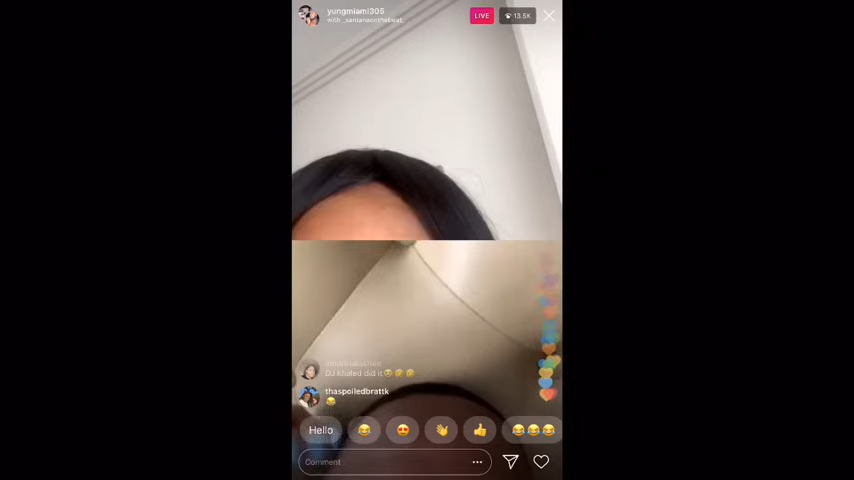 yungmiami305
LIVE
13.5K
DJ Khaled did it😂🤣🤣
thaspoiledbrattk
😂
Hello 😂 😍 👋 👍 😂😂😂
Comment